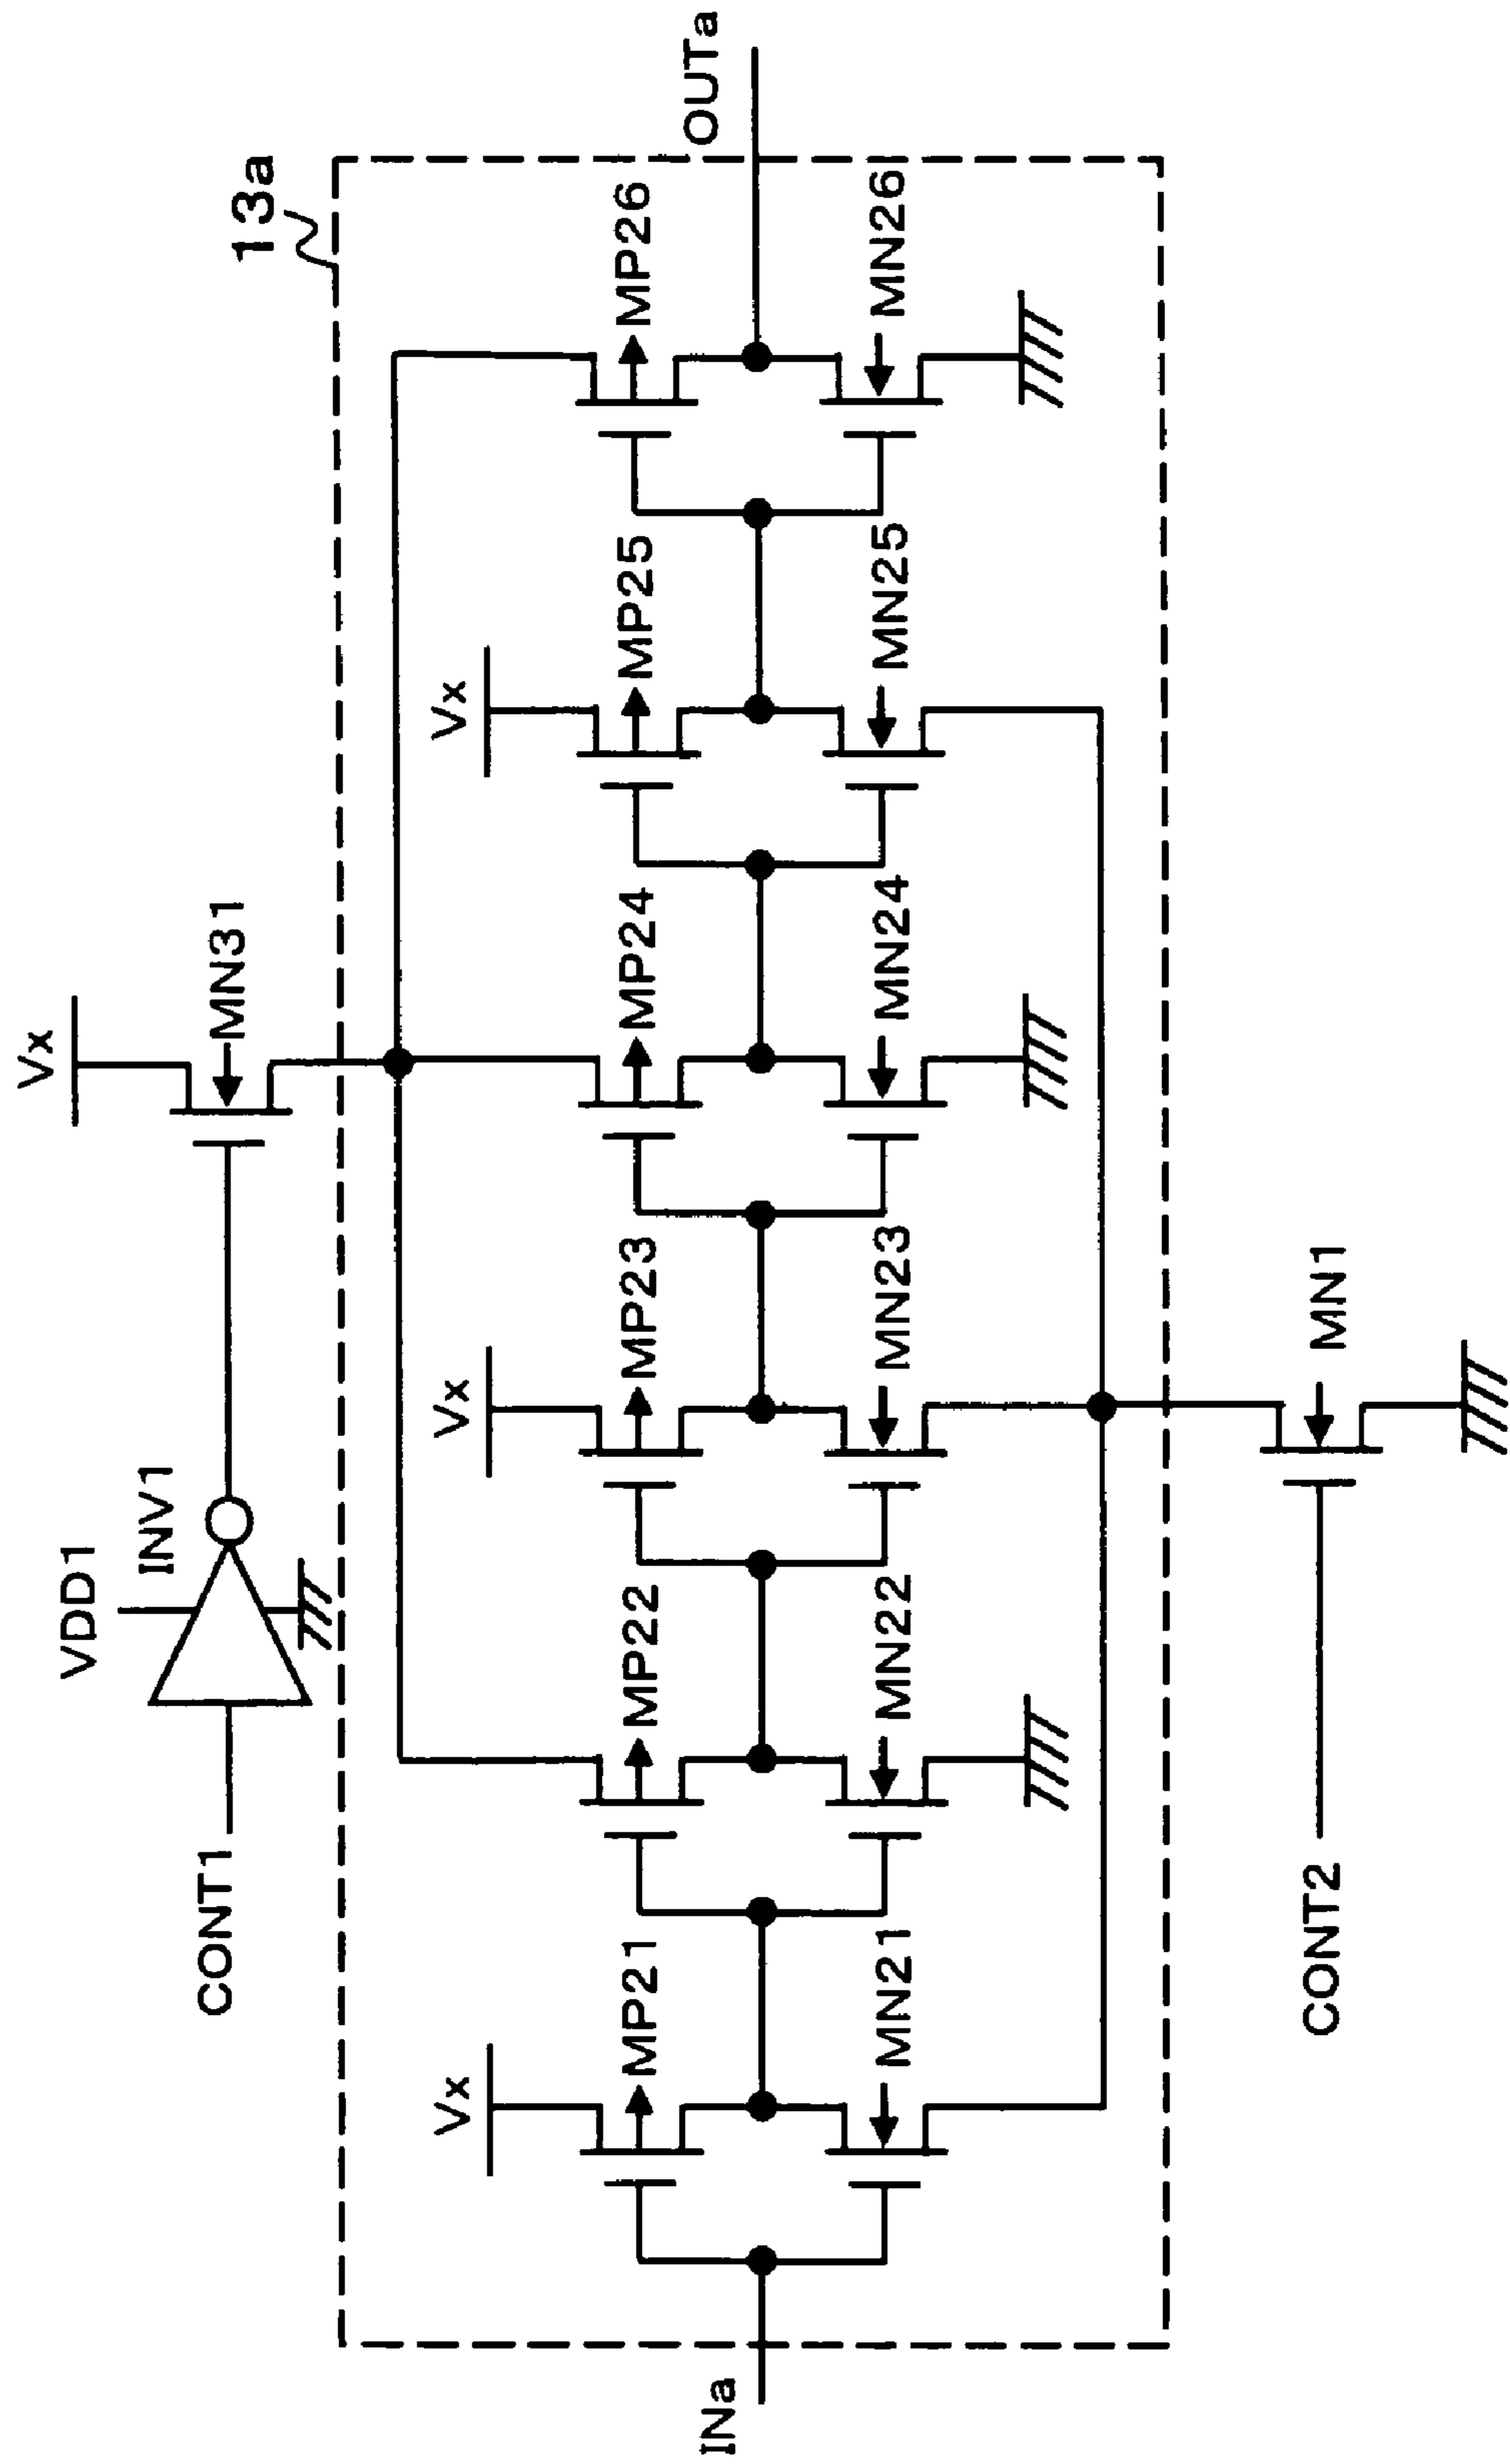 13a
Vx
MN31
VDD1
INV1
CONT1
Vx
Vx
Vx
MP21
MP22
MP23
MP24
MP25
MP26
OUTa
INa
MN21
MN22
MN23
MN24
MN25
MN26
CONT2
MN1